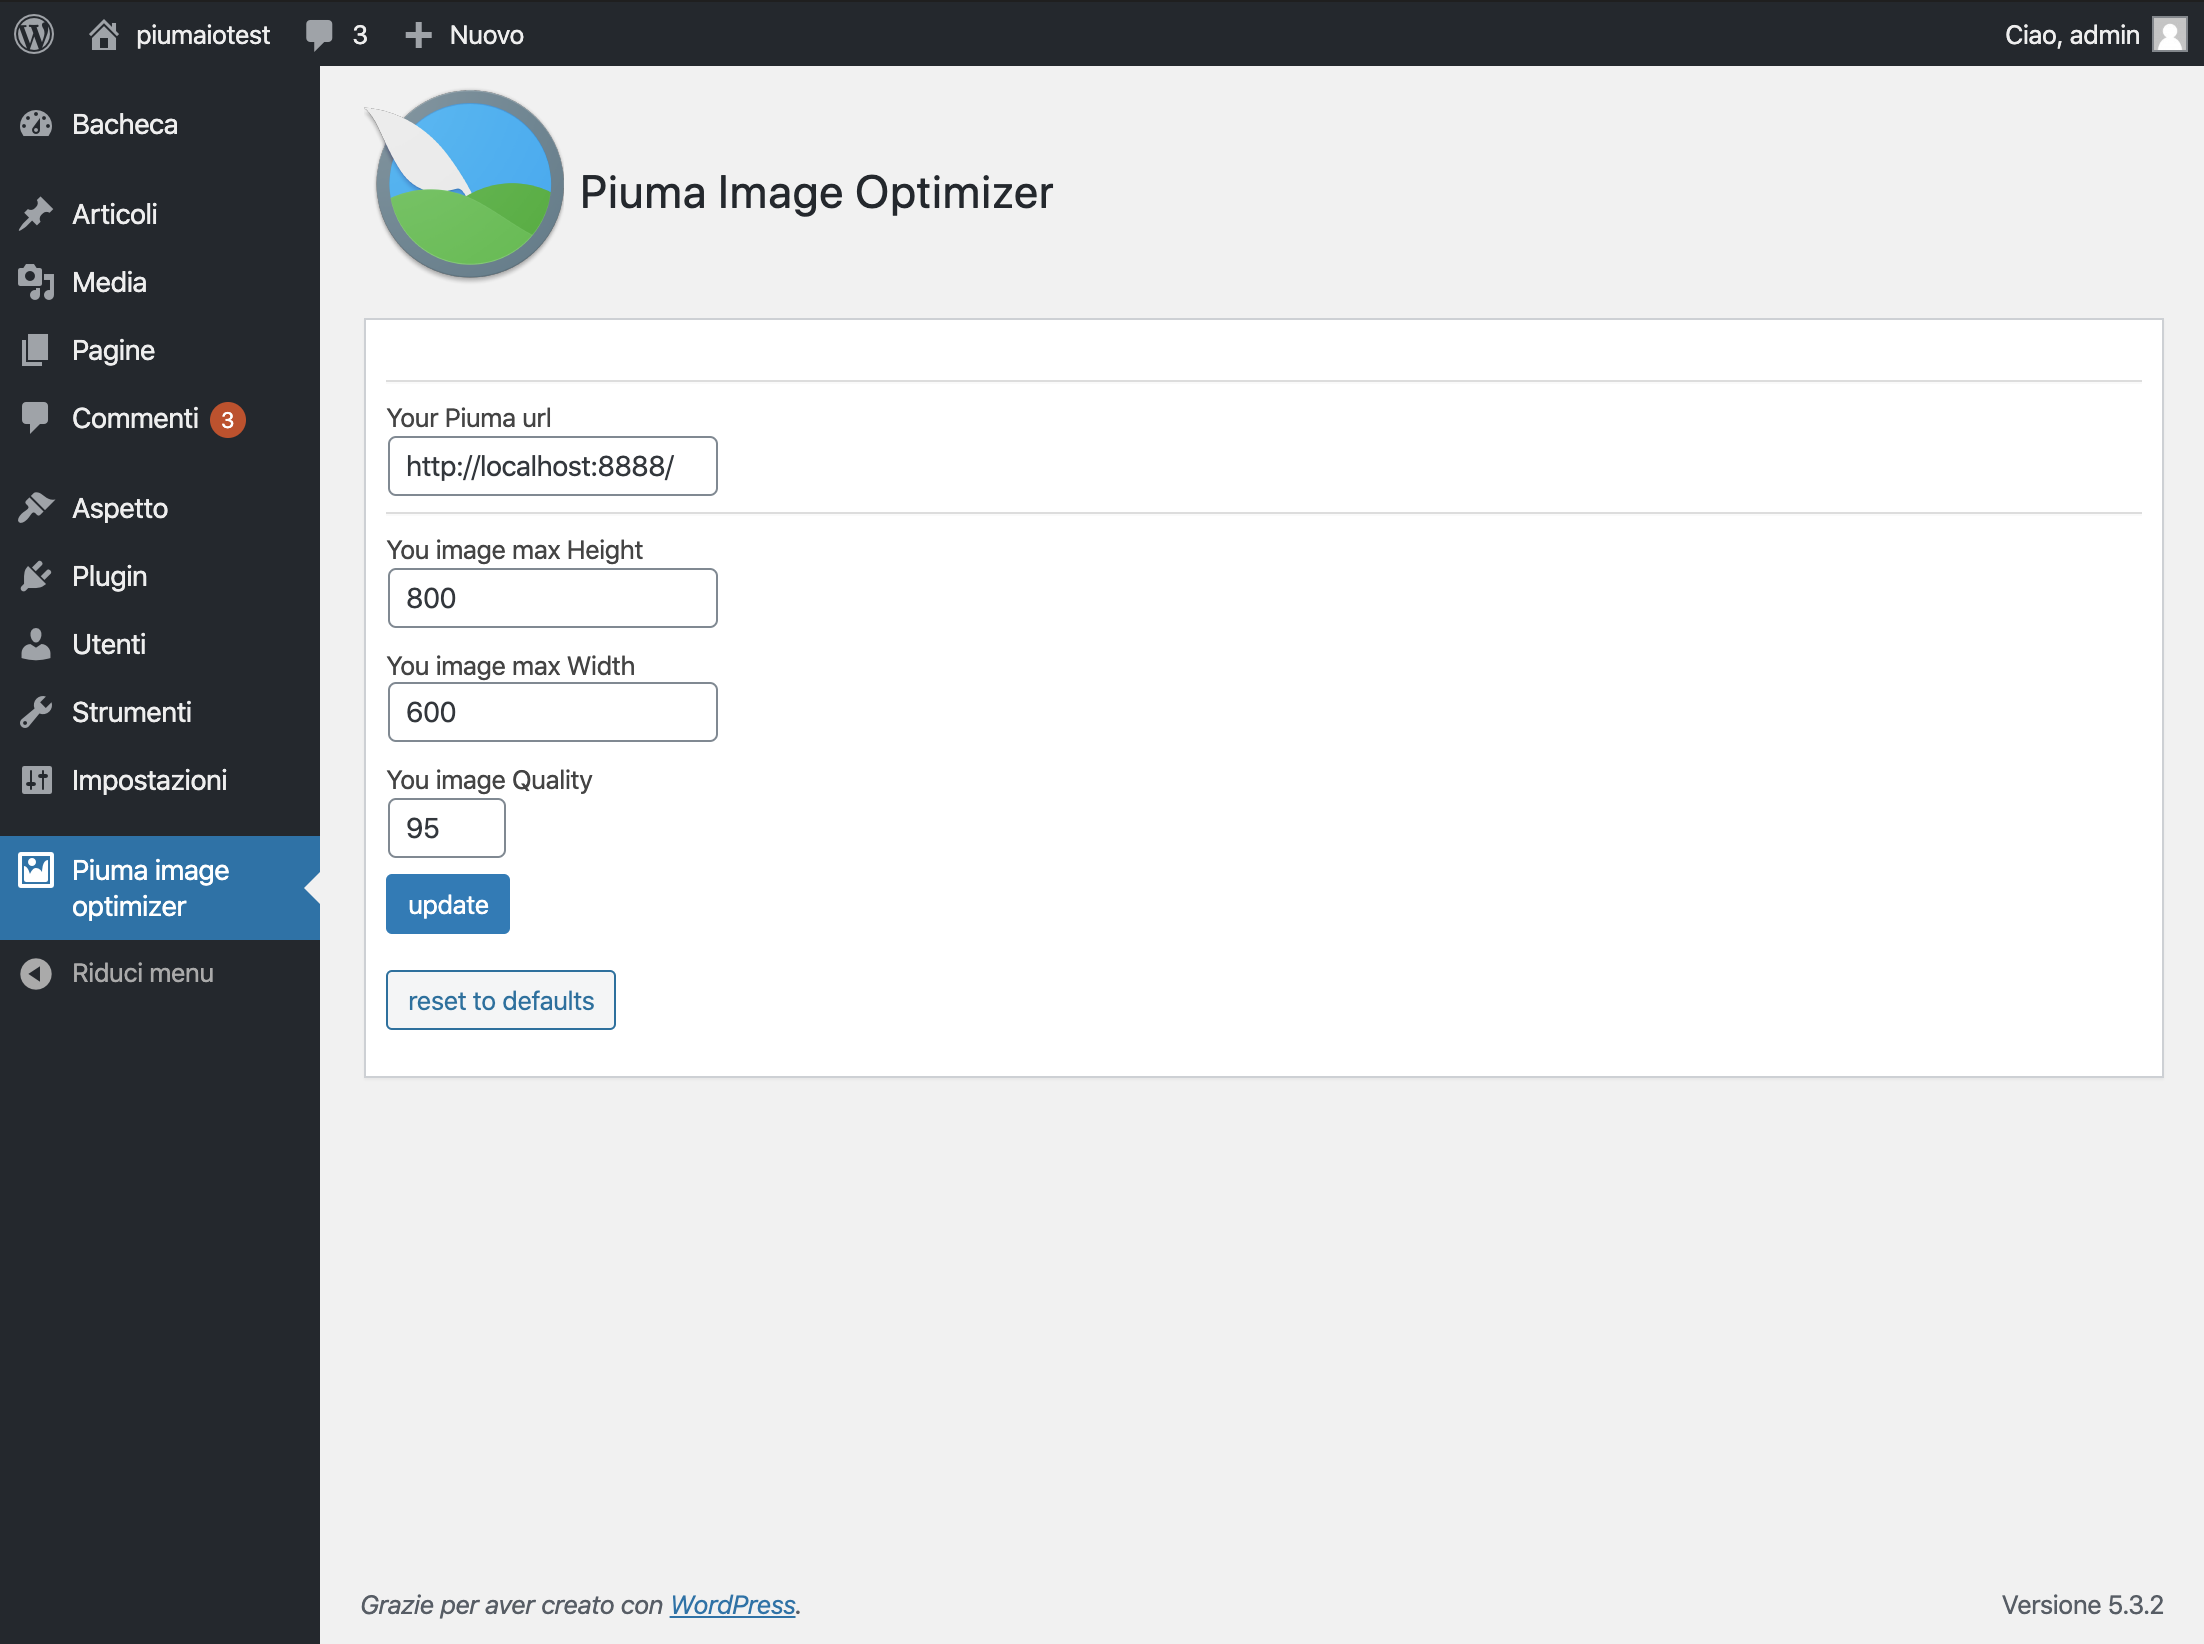 piumaiotest
3
Nuovo
Ciao, admin
Bacheca
Articoli
Media
Pagine
Commenti 3
Aspetto
Plugin
Utenti
Strumenti
Impostazioni
Piuma image
optimizer
Riduci menu
Piuma Image Optimizer
Your Piuma url
http://localhost:8888/
You image max Height
800
You image max Width
600
You image Quality
95
update
reset to defaults
Grazie per aver creato con WordPress.
Versione 5.3.2